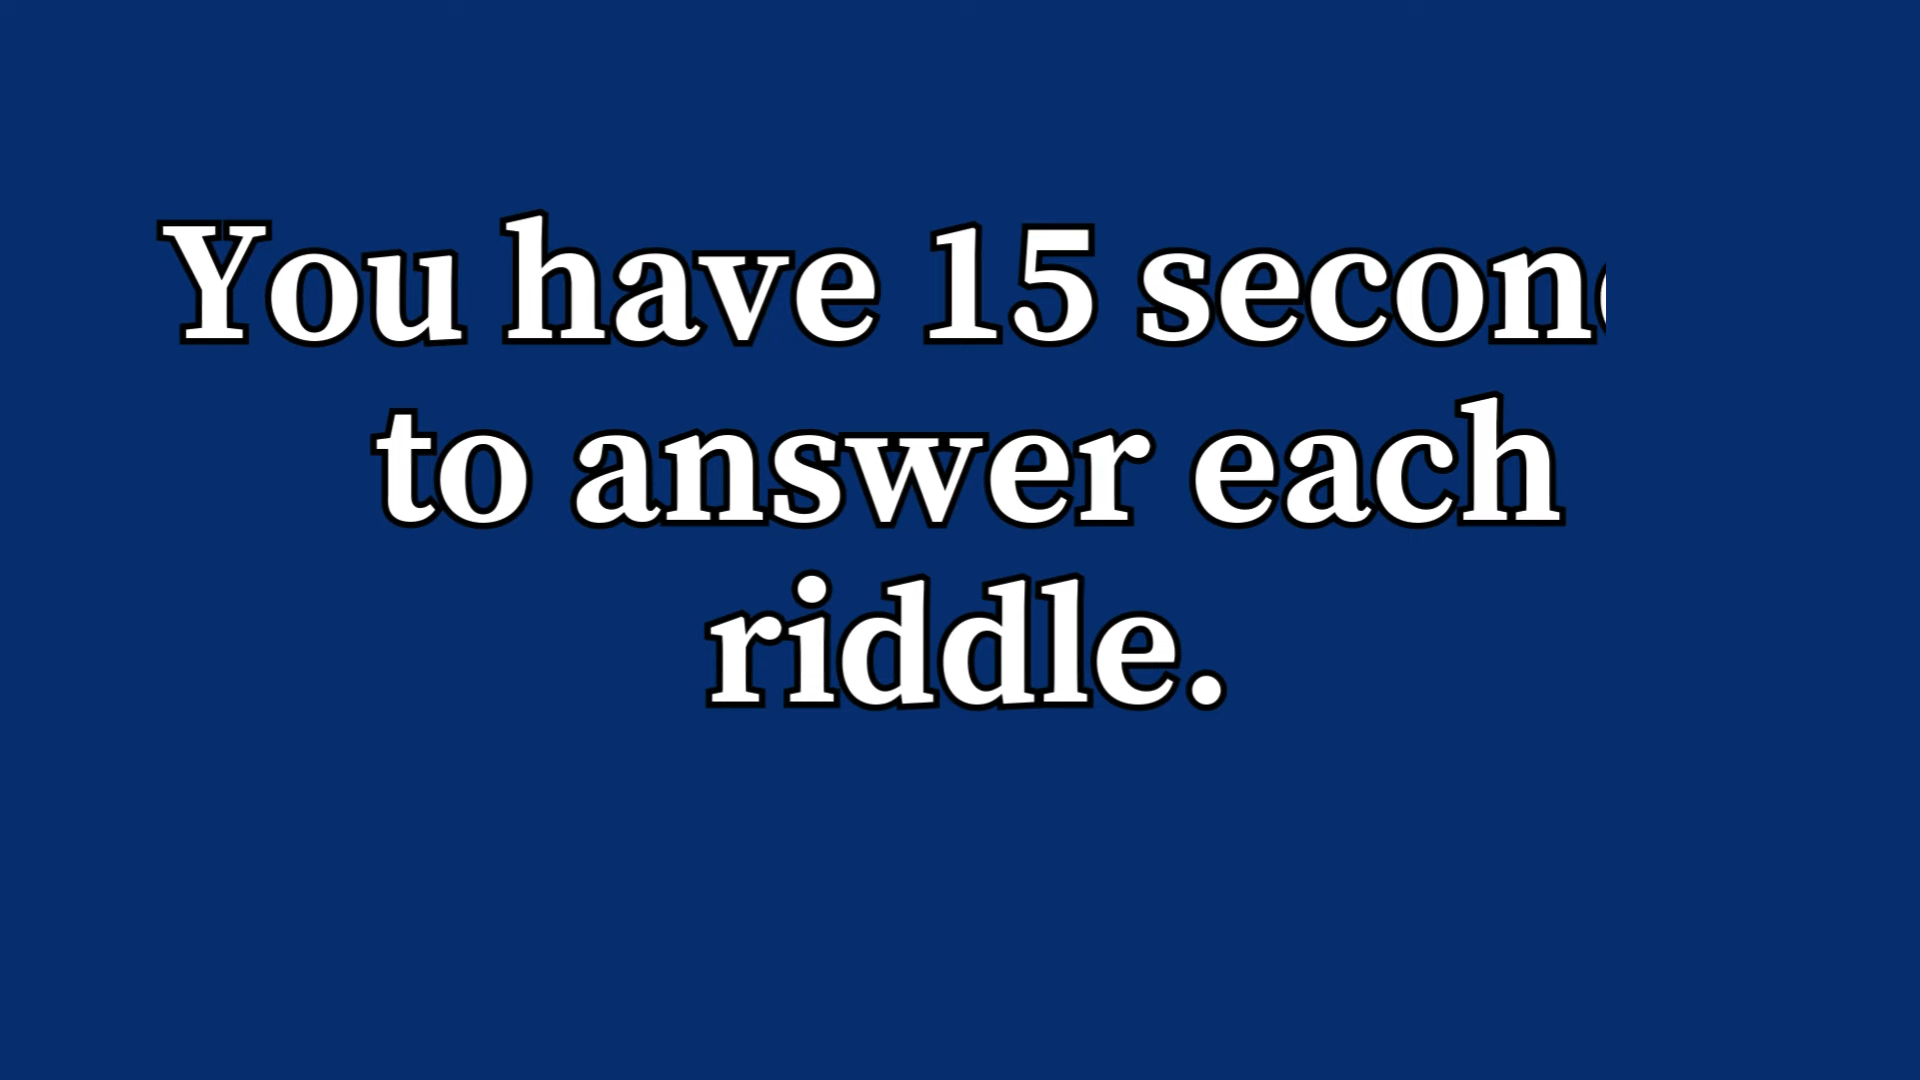 You have 15 secon
to answer each
riddle.